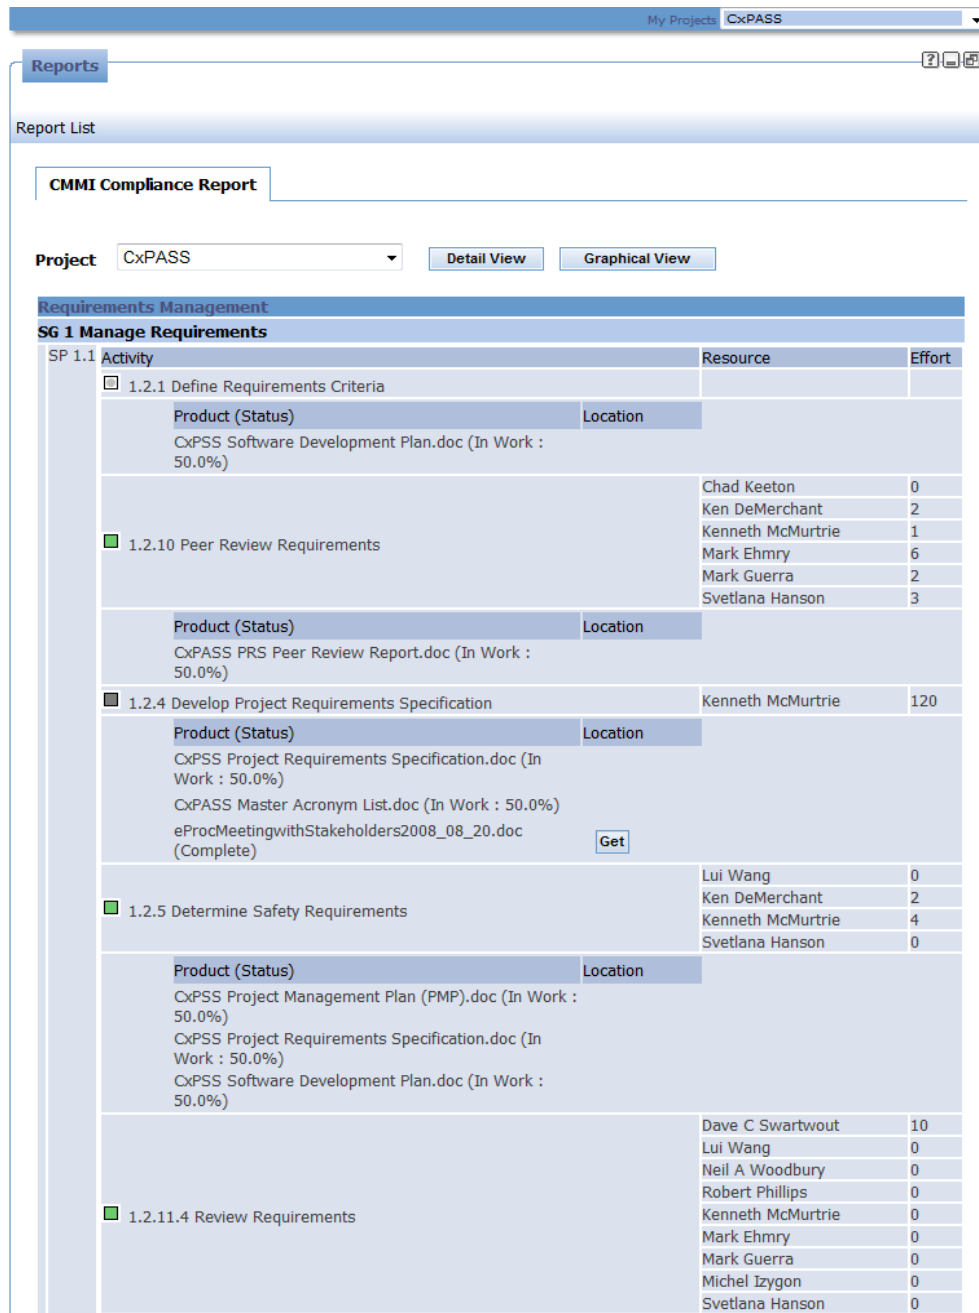 My Projects CxPASS
Reports
Report List
CMMI Compliance Report
Project CxPASS Detail View Graphical View
Requirements Management
SG 1 Manage Requirements
SP 1.1 Activity Resource Effort
1.2.1 Define Requirements Criteria
Product (Status) Location
CxPSS Software Development Plan.doc (In Work :
50.0%)
Chad Keeton 0
Ken DeMerchant 2
Kenneth McMurtrie 1
1.2.10 Peer Review Requirements
Mark Ehmry 6
Mark Guerra 2
Svetlana Hanson 3
Product (Status) Location
CxPASS PRS Peer Review Report.doc (In Work :
50.0%)
1.2.4 Develop Project Requirements Specification Kenneth McMurtrie 120
Product (Status) Location
CxPSS Project Requirements Specification.doc (In
Work : 50.0%)
CxPASS Master Acronym List.doc (In Work : 50.0%)
eProcMeetingwithStakeholders2008_08_20.doc
(Complete) Get
Lui Wang 0
Ken DeMerchant 2
1.2.5 Determine Safety Requirements
Kenneth McMurtrie 4
Svetlana Hanson 0
Product (Status) Location
CxPSS Project Management Plan (PMP).doc (In Work :
50.0%)
CxPSS Project Requirements Specification.doc (In
Work : 50.0%)
CxPSS Software Development Plan.doc (In Work :
50.0%)
Dave C Swartwout 10
Lui Wang 0
Neil A Woodbury 0
Robert Phillips 0
1.2.11.4 Review Requirements Kenneth McMurtrie 0
Mark Ehmry 0
Mark Guerra 0
Michel Izygon 0
Svetlana Hanson 0